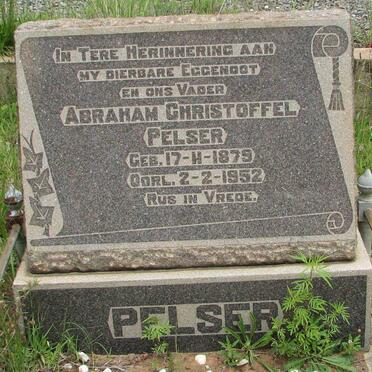 In Tere Herinnering aan
my dierbare Eggenoot
en ons Vader
Abraham Christoffel
Pelser
Geb. 17-11-1879
Oorl. 2-2-1952
Rus in Vrede.
PELSER